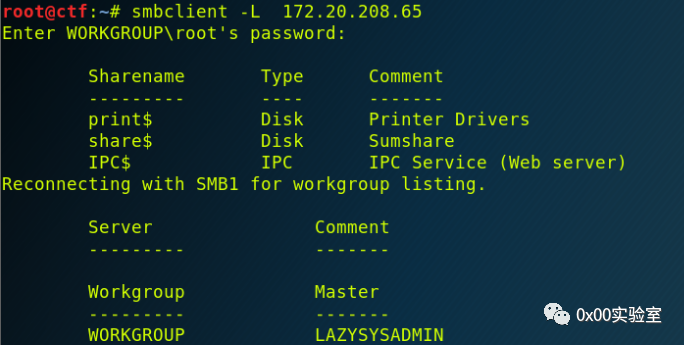 root@ctf:~# smbclient -L  172.20.208.65
Enter WORKGROUP\root's password:
Sharename       Type      Comment
---------       ----      -------
print$          Disk      Printer Drivers
share$          Disk      Sumshare
IPC$            IPC       IPC Service (Web server)
Reconnecting with SMB1 for workgroup listing.
Server               Comment
---------            -------
Workgroup            Master
---------            -------
WORKGROUP            LAZYSYSADMIN
0x00实验室